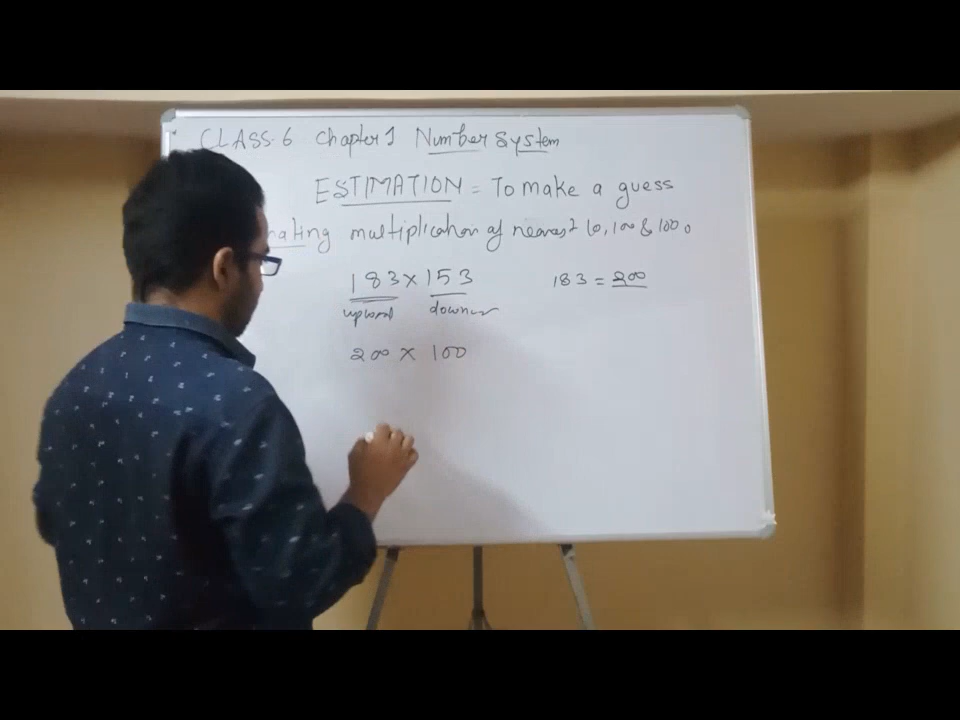 CLASS-6 Chapter 1 Number System
ESTIMATION = To make a guess
mating multiplication of nearest 10, 100 & 1000
183 × 153 183 = 200
upward downward
200 × 100